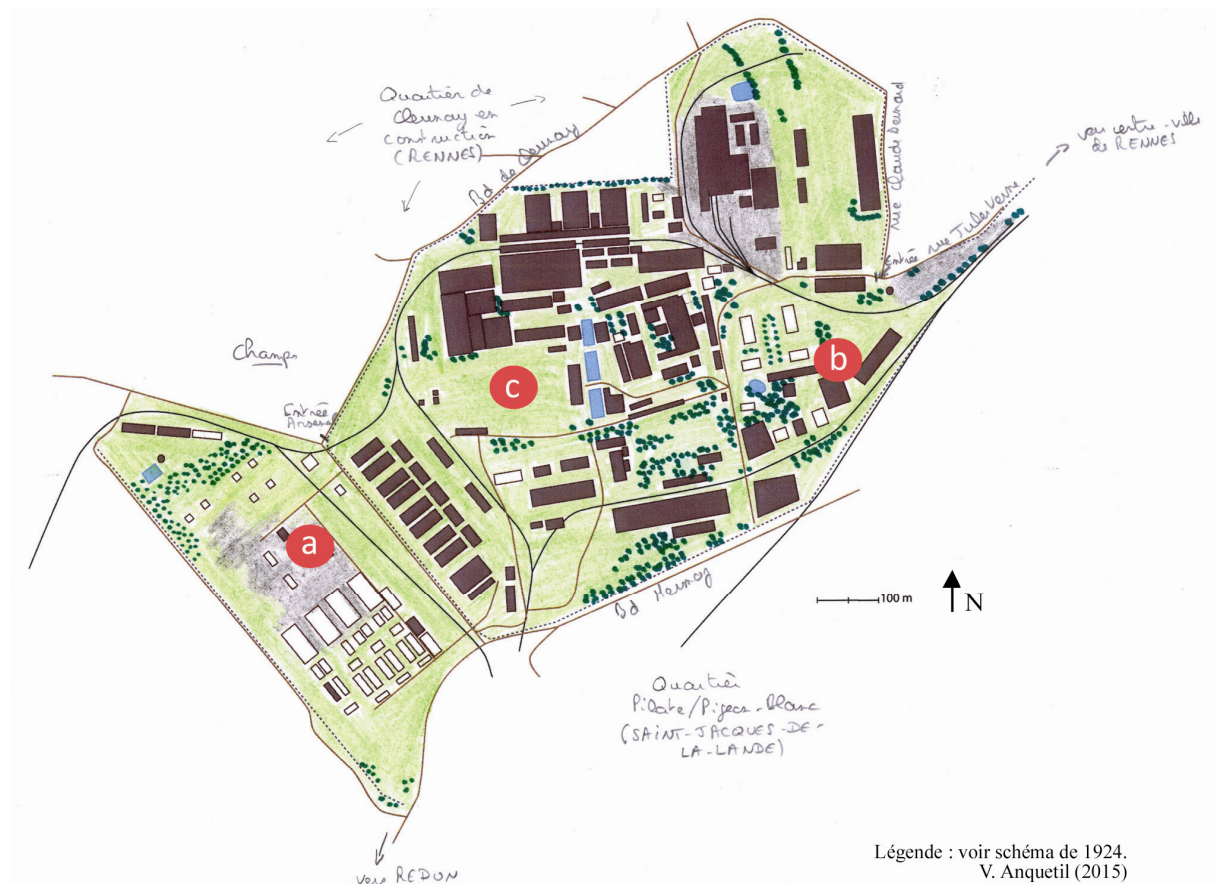 Quartier de
Cleunay en
construction
(RENNES)
Bd de Cleunay
rue Claude Bernard
vers centre-ville
de RENNES
Entrée rue Jules Verne
Champs
Entrée
Arsenal
a
b
c
100 m
N
Bd Mermoz
Quartier
Pilate/Pigeon-Blanc
(SAINT-JACQUES-DE-
LA-LANDE)
vers REDON
Légende : voir schéma de 1924.
V. Anquetil (2015)